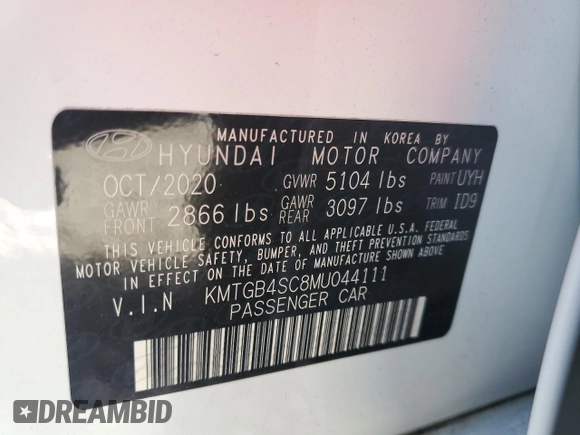 MANUFACTURED IN KOREA BY
HYUNDAI MOTOR COMPANY
OCT/2020 GVWR 5104 lbs PAINT UYH
GAWR FRONT 2866 lbs GAWR REAR 3097 lbs TRIM ID9
THIS VEHICLE CONFORMS TO ALL APPLICABLE U.S.A. FEDERAL
MOTOR VEHICLE SAFETY, BUMPER, AND THEFT PREVENTION STANDARDS
IN EFFECT ON THE DATE OF MANUFACTURE SHOWN ABOVE.
V.I.N KMTGB4SC8MU044111
PASSENGER CAR
DREAMBID